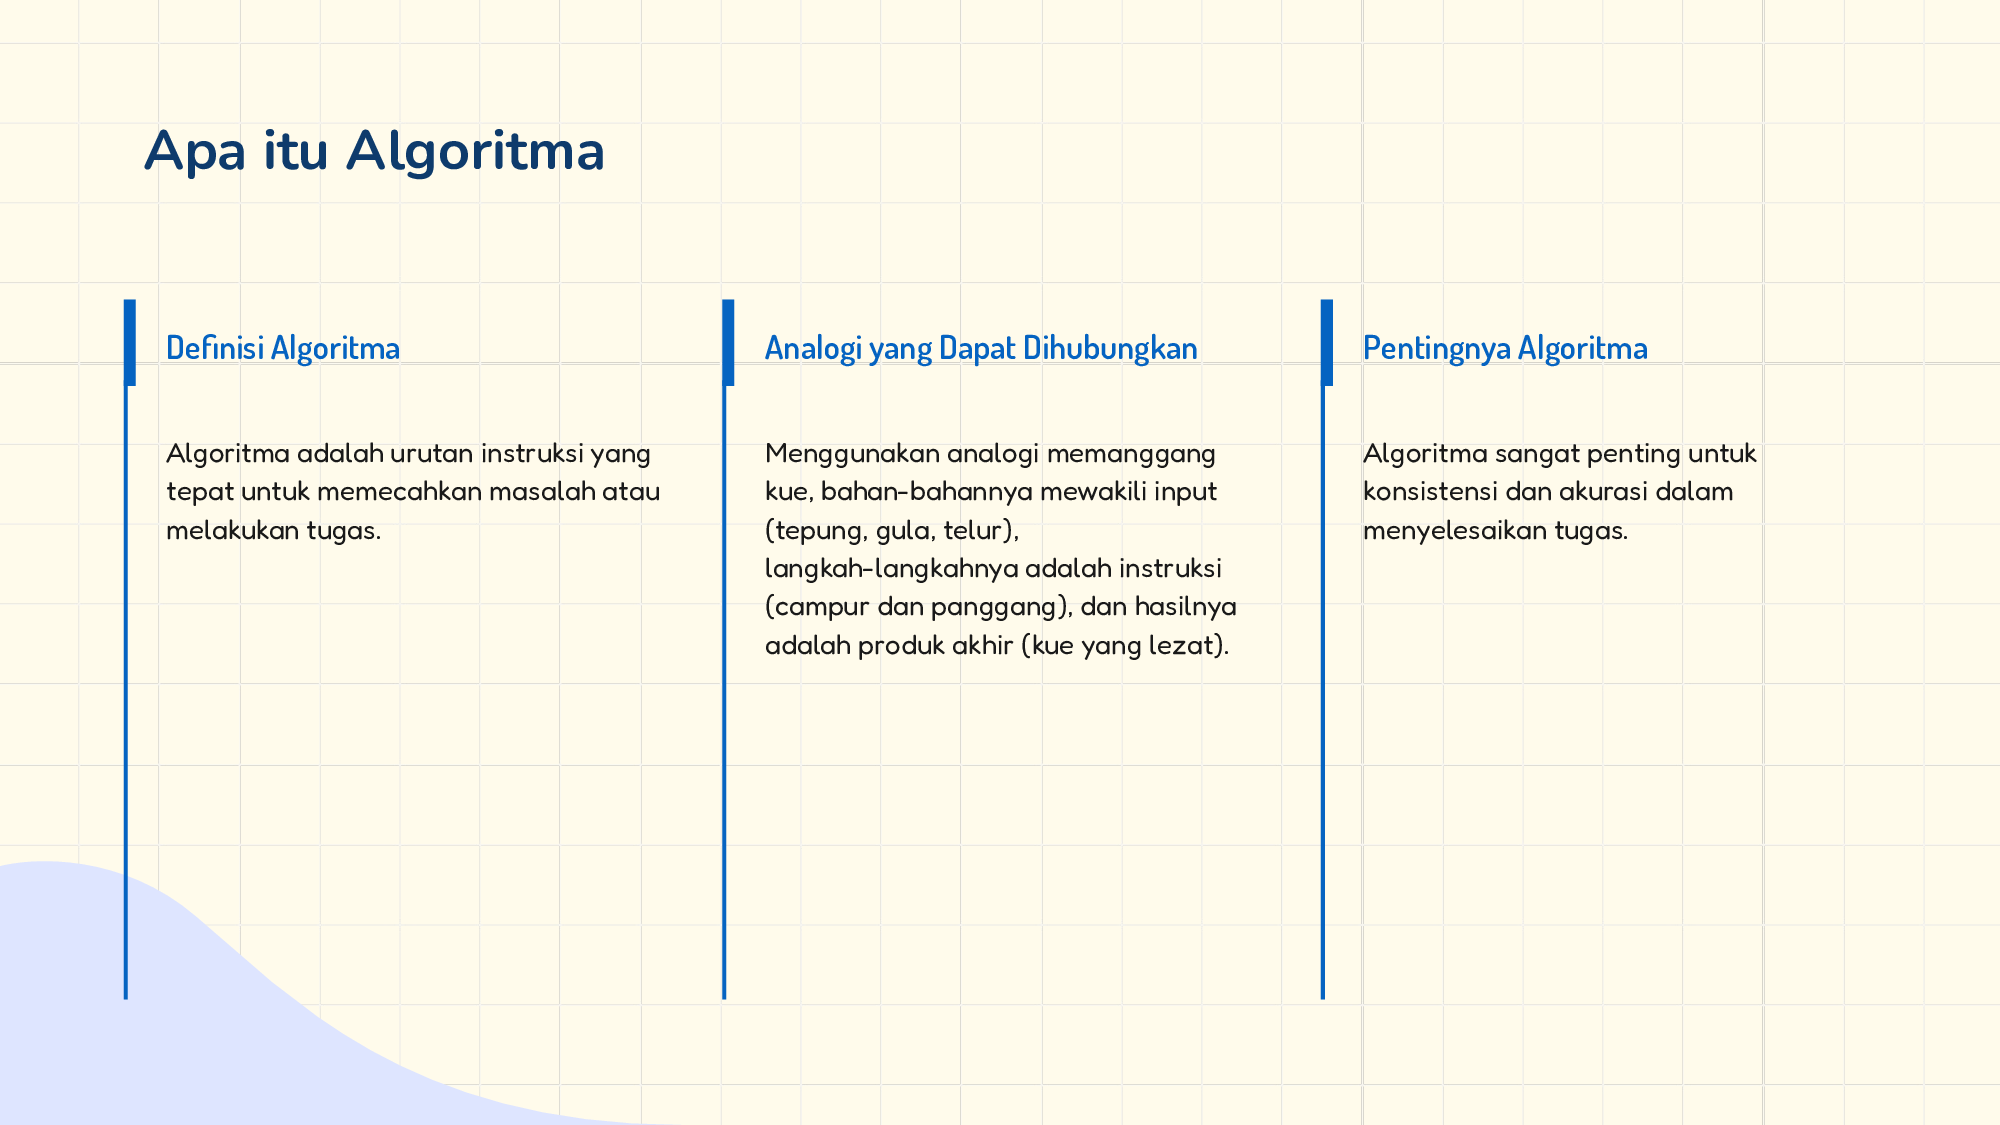 Apa itu Algoritma
Definisi Algoritma
Algoritma adalah urutan instruksi yang
tepat untuk memecahkan masalah atau
melakukan tugas.
Analogi yang Dapat Dihubungkan
Menggunakan analogi memanggang
kue, bahan-bahannya mewakili input
(tepung, gula, telur),
langkah-langkahnya adalah instruksi
(campur dan panggang), dan hasilnya
adalah produk akhir (kue yang lezat).
Pentingnya Algoritma
Algoritma sangat penting untuk
konsistensi dan akurasi dalam
menyelesaikan tugas.